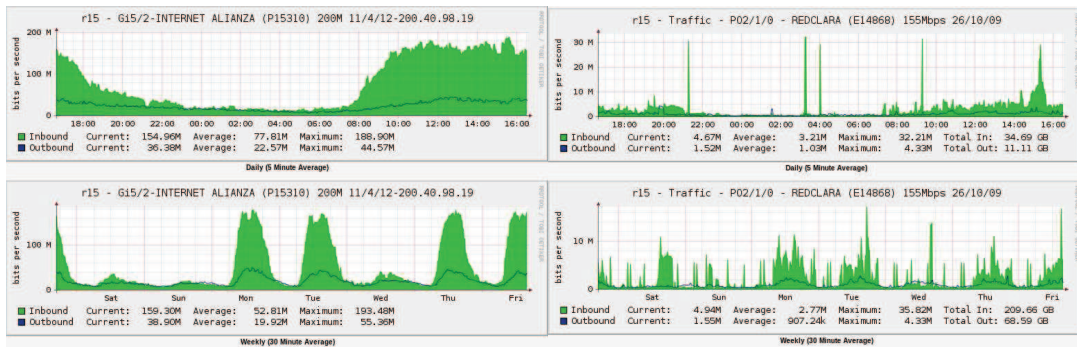 r15 - Gi5/2-INTERNET ALIANZA (P15310) 200M 11/4/12-200.40.98.19
bits per second
200 M
100 M
0
18:00 20:00 22:00 00:00 02:00 04:00 06:00 08:00 10:00 12:00 14:00 16:00
Inbound Current: 154.96M Average: 77.81M Maximum: 188.90M
Outbound Current: 36.38M Average: 22.57M Maximum: 44.57M
Daily (5 Minute Average)
r15 - Traffic - PO2/1/0 - REDCLARA (E14868) 155Mbps 26/10/09
bits per second
30 M
20 M
10 M
0
18:00 20:00 22:00 00:00 02:00 04:00 06:00 08:00 10:00 12:00 14:00 16:00
Inbound Current: 4.67M Average: 3.21M Maximum: 32.21M Total In: 34.69 GB
Outbound Current: 1.52M Average: 1.03M Maximum: 4.33M Total Out: 11.11 GB
Daily (5 Minute Average)
r15 - Gi5/2-INTERNET ALIANZA (P15310) 200M 11/4/12-200.40.98.19
bits per second
100 M
0
Sat Sun Mon Tue Wed Thu Fri
Inbound Current: 159.30M Average: 52.81M Maximum: 193.48M
Outbound Current: 38.90M Average: 19.92M Maximum: 55.36M
Weekly (30 Minute Average)
r15 - Traffic - PO2/1/0 - REDCLARA (E14868) 155Mbps 26/10/09
bits per second
10 M
0
Sat Sun Mon Tue Wed Thu Fri
Inbound Current: 4.94M Average: 2.77M Maximum: 35.82M Total In: 209.66 GB
Outbound Current: 1.55M Average: 907.24k Maximum: 4.33M Total Out: 68.59 GB
Weekly (30 Minute Average)